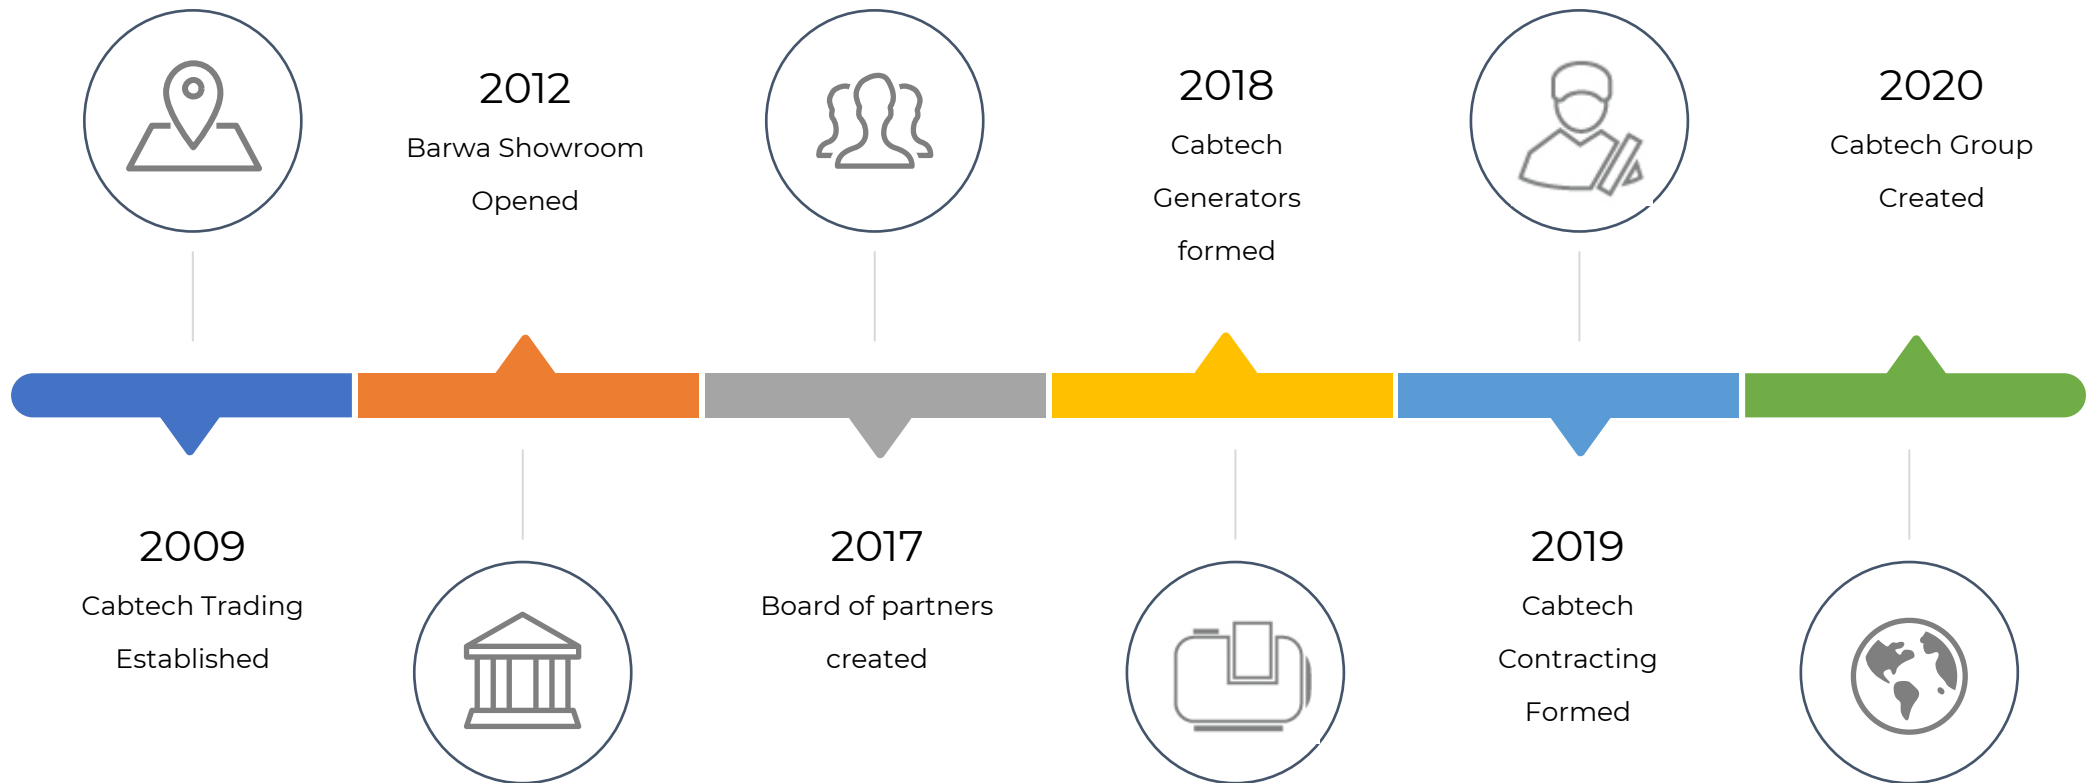 2009
Cabtech Trading
Established
2012
Barwa Showroom
Opened
2017
Board of partners
created
2018
Cabtech
Generators
formed
2019
Cabtech
Contracting
Formed
2020
Cabtech Group
Created